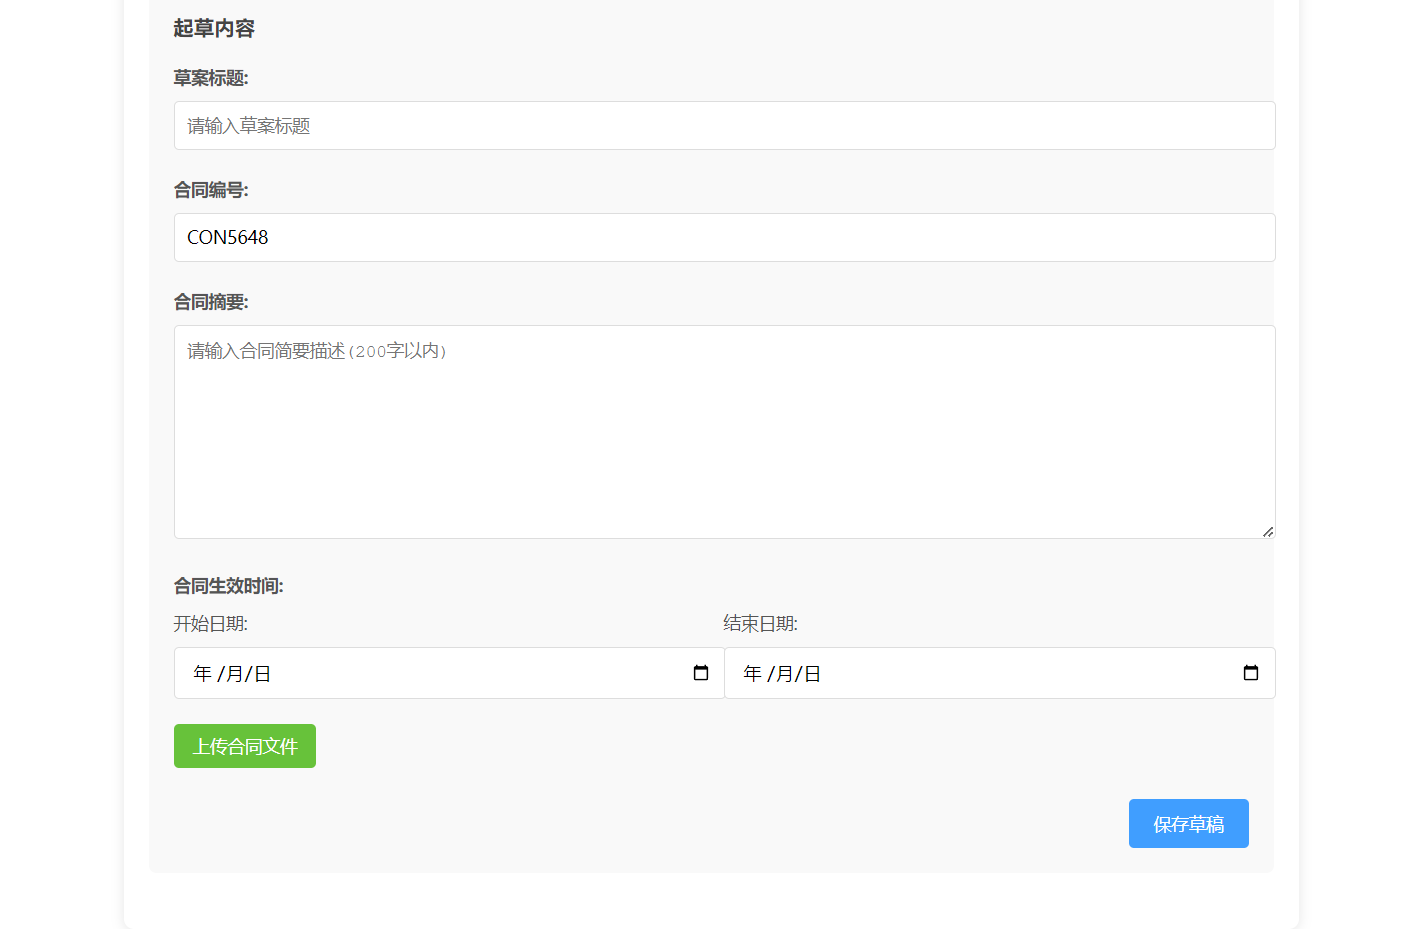 起草内容
草案标题:
请输入草案标题
合同编号:
CON5648
合同摘要:
请输入合同简要描述(200字以内)
合同生效时间:
开始日期:
结束日期:
年 /月/日
年 /月/日
上传合同文件
保存草稿